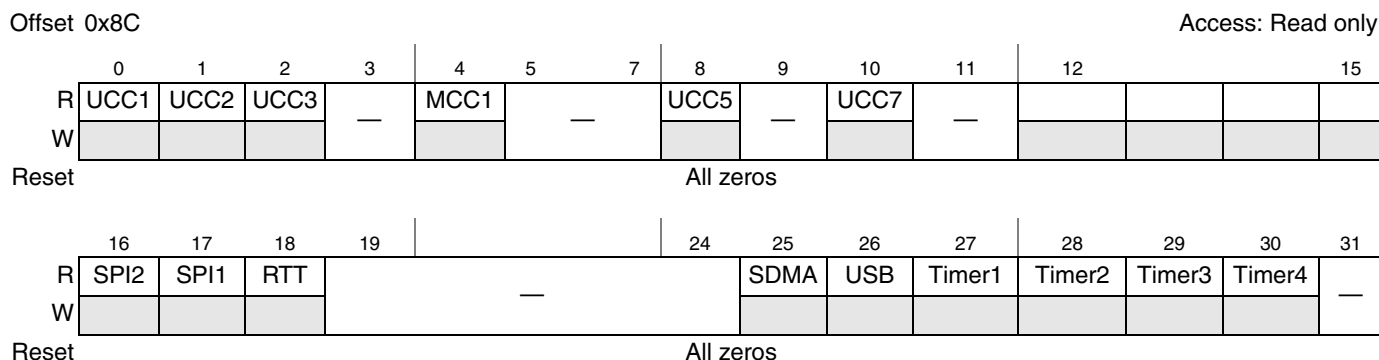 Offset 0x8C Access: Read only
0 1 2 3 4 5 7 8 9 10 11 12 15
R UCC1 UCC2 UCC3 — MCC1 — UCC5 — UCC7 —
W
Reset All zeros
16 17 18 19 24 25 26 27 28 29 30 31
R SPI2 SPI1 RTT — SDMA USB Timer1 Timer2 Timer3 Timer4 —
W
Reset All zeros